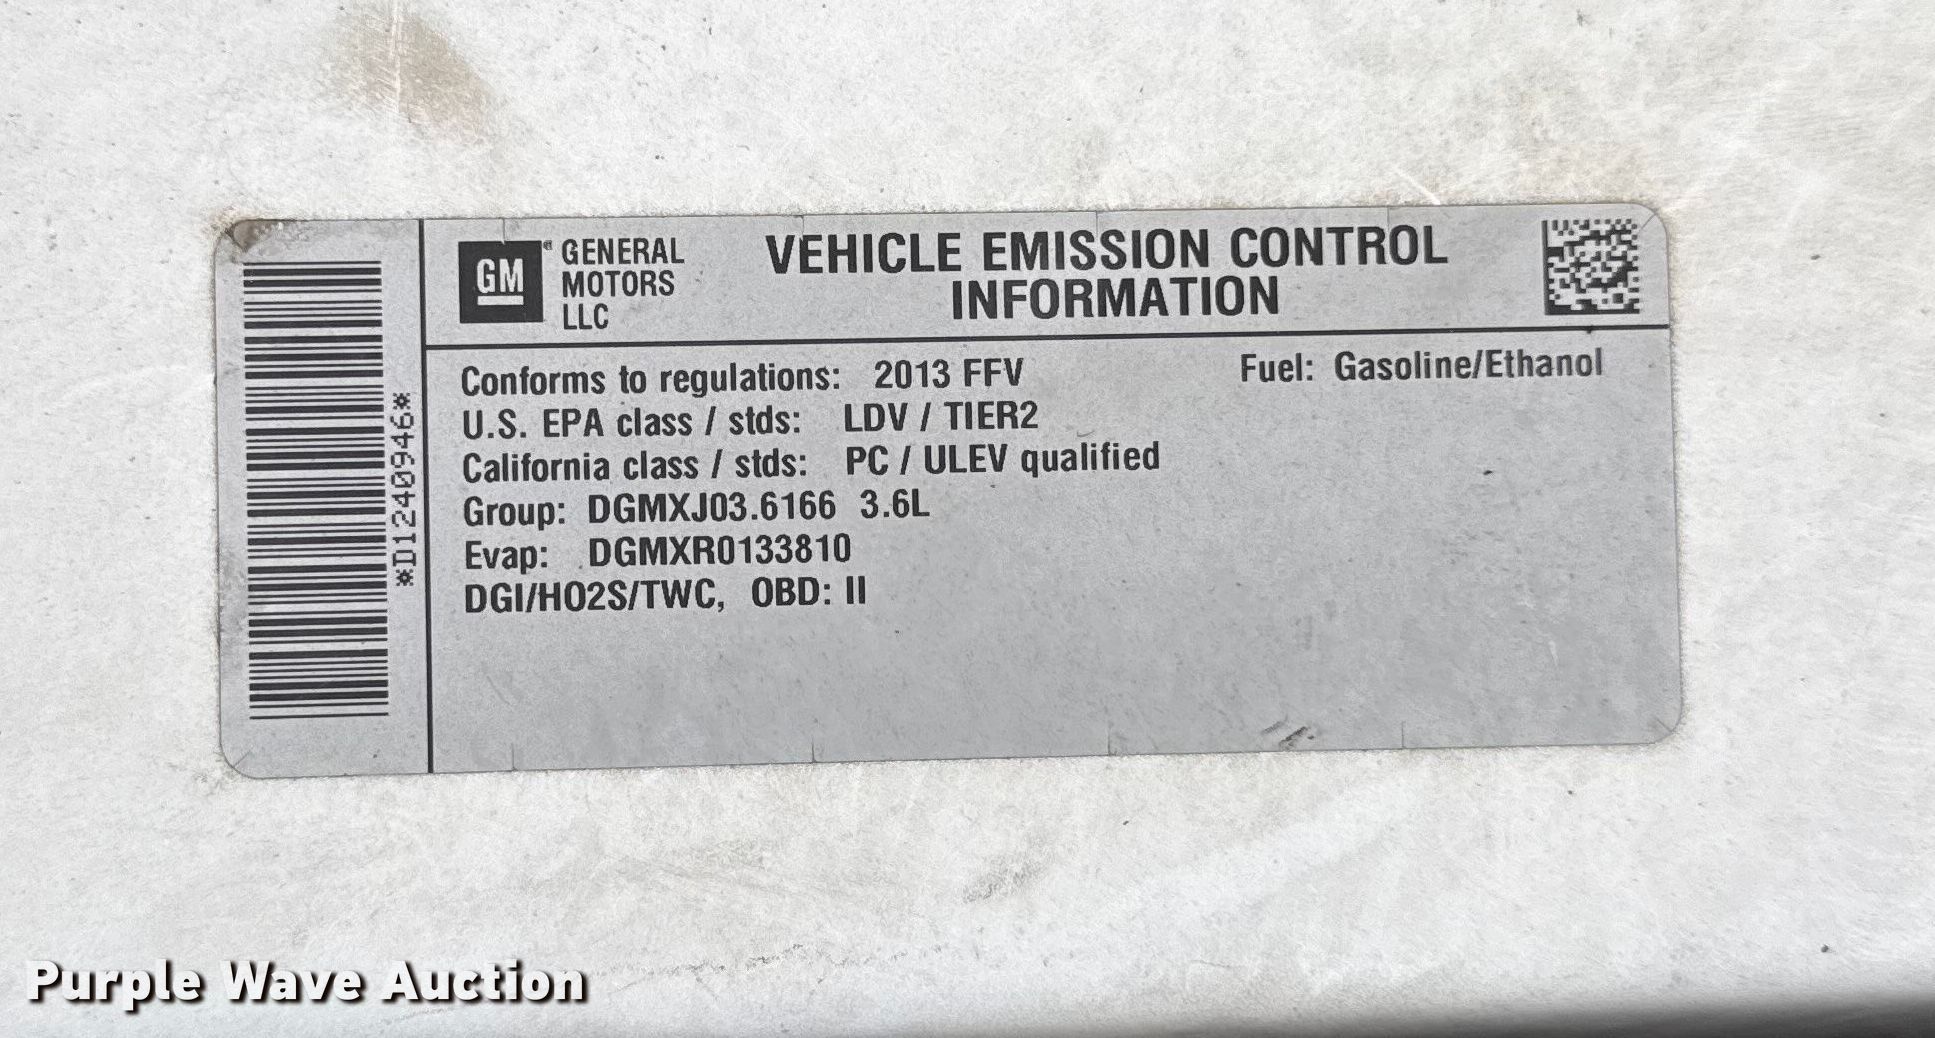 GM
GENERAL
MOTORS
LLC
VEHICLE EMISSION CONTROL
INFORMATION
*D1240946*
Conforms to regulations: 2013 FFV
Fuel: Gasoline/Ethanol
U.S. EPA class / stds: LDV / TIER2
California class / stds: PC / ULEV qualified
Group: DGMXJ03.6166 3.6L
Evap: DGMXR0133810
DGI/HO2S/TWC, OBD: II
Purple Wave Auction